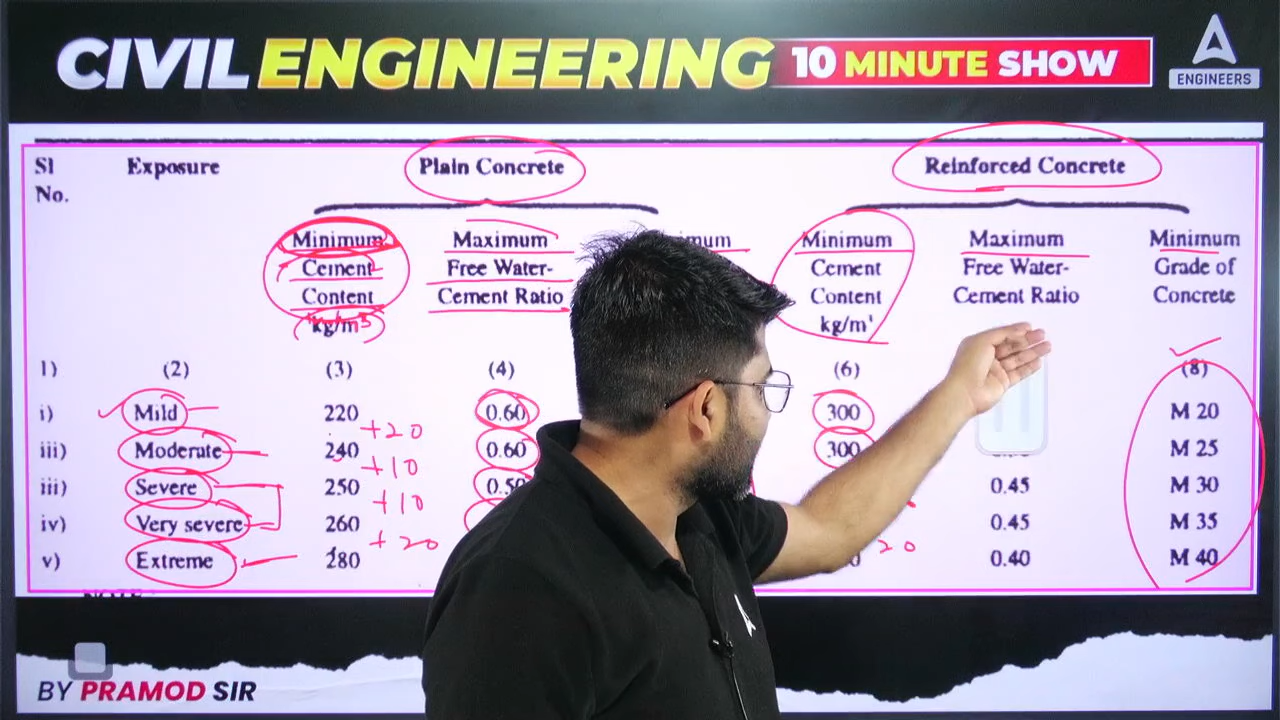 CIVIL ENGINEERING 10 MINUTE SHOW
ENGINEERS
Sl No.
Exposure
Plain Concrete
Reinforced Concrete
Minimum Cement Content kg/m³
Maximum Free Water-Cement Ratio
Minimum Cement Content kg/m¹
Maximum Free Water-Cement Ratio
Minimum Grade of Concrete
1) (2) (3) (4) (6) (8)
i) Mild 220 0.60 300 M 20
+20
iii) Moderate 240 0.60 300 M 25
+10
iii) Severe 250 0.50 0.45 M 30
+10
iv) Very severe 260 0.45 M 35
+20 20
v) Extreme 280 0.40 M 40
BY PRAMOD SIR